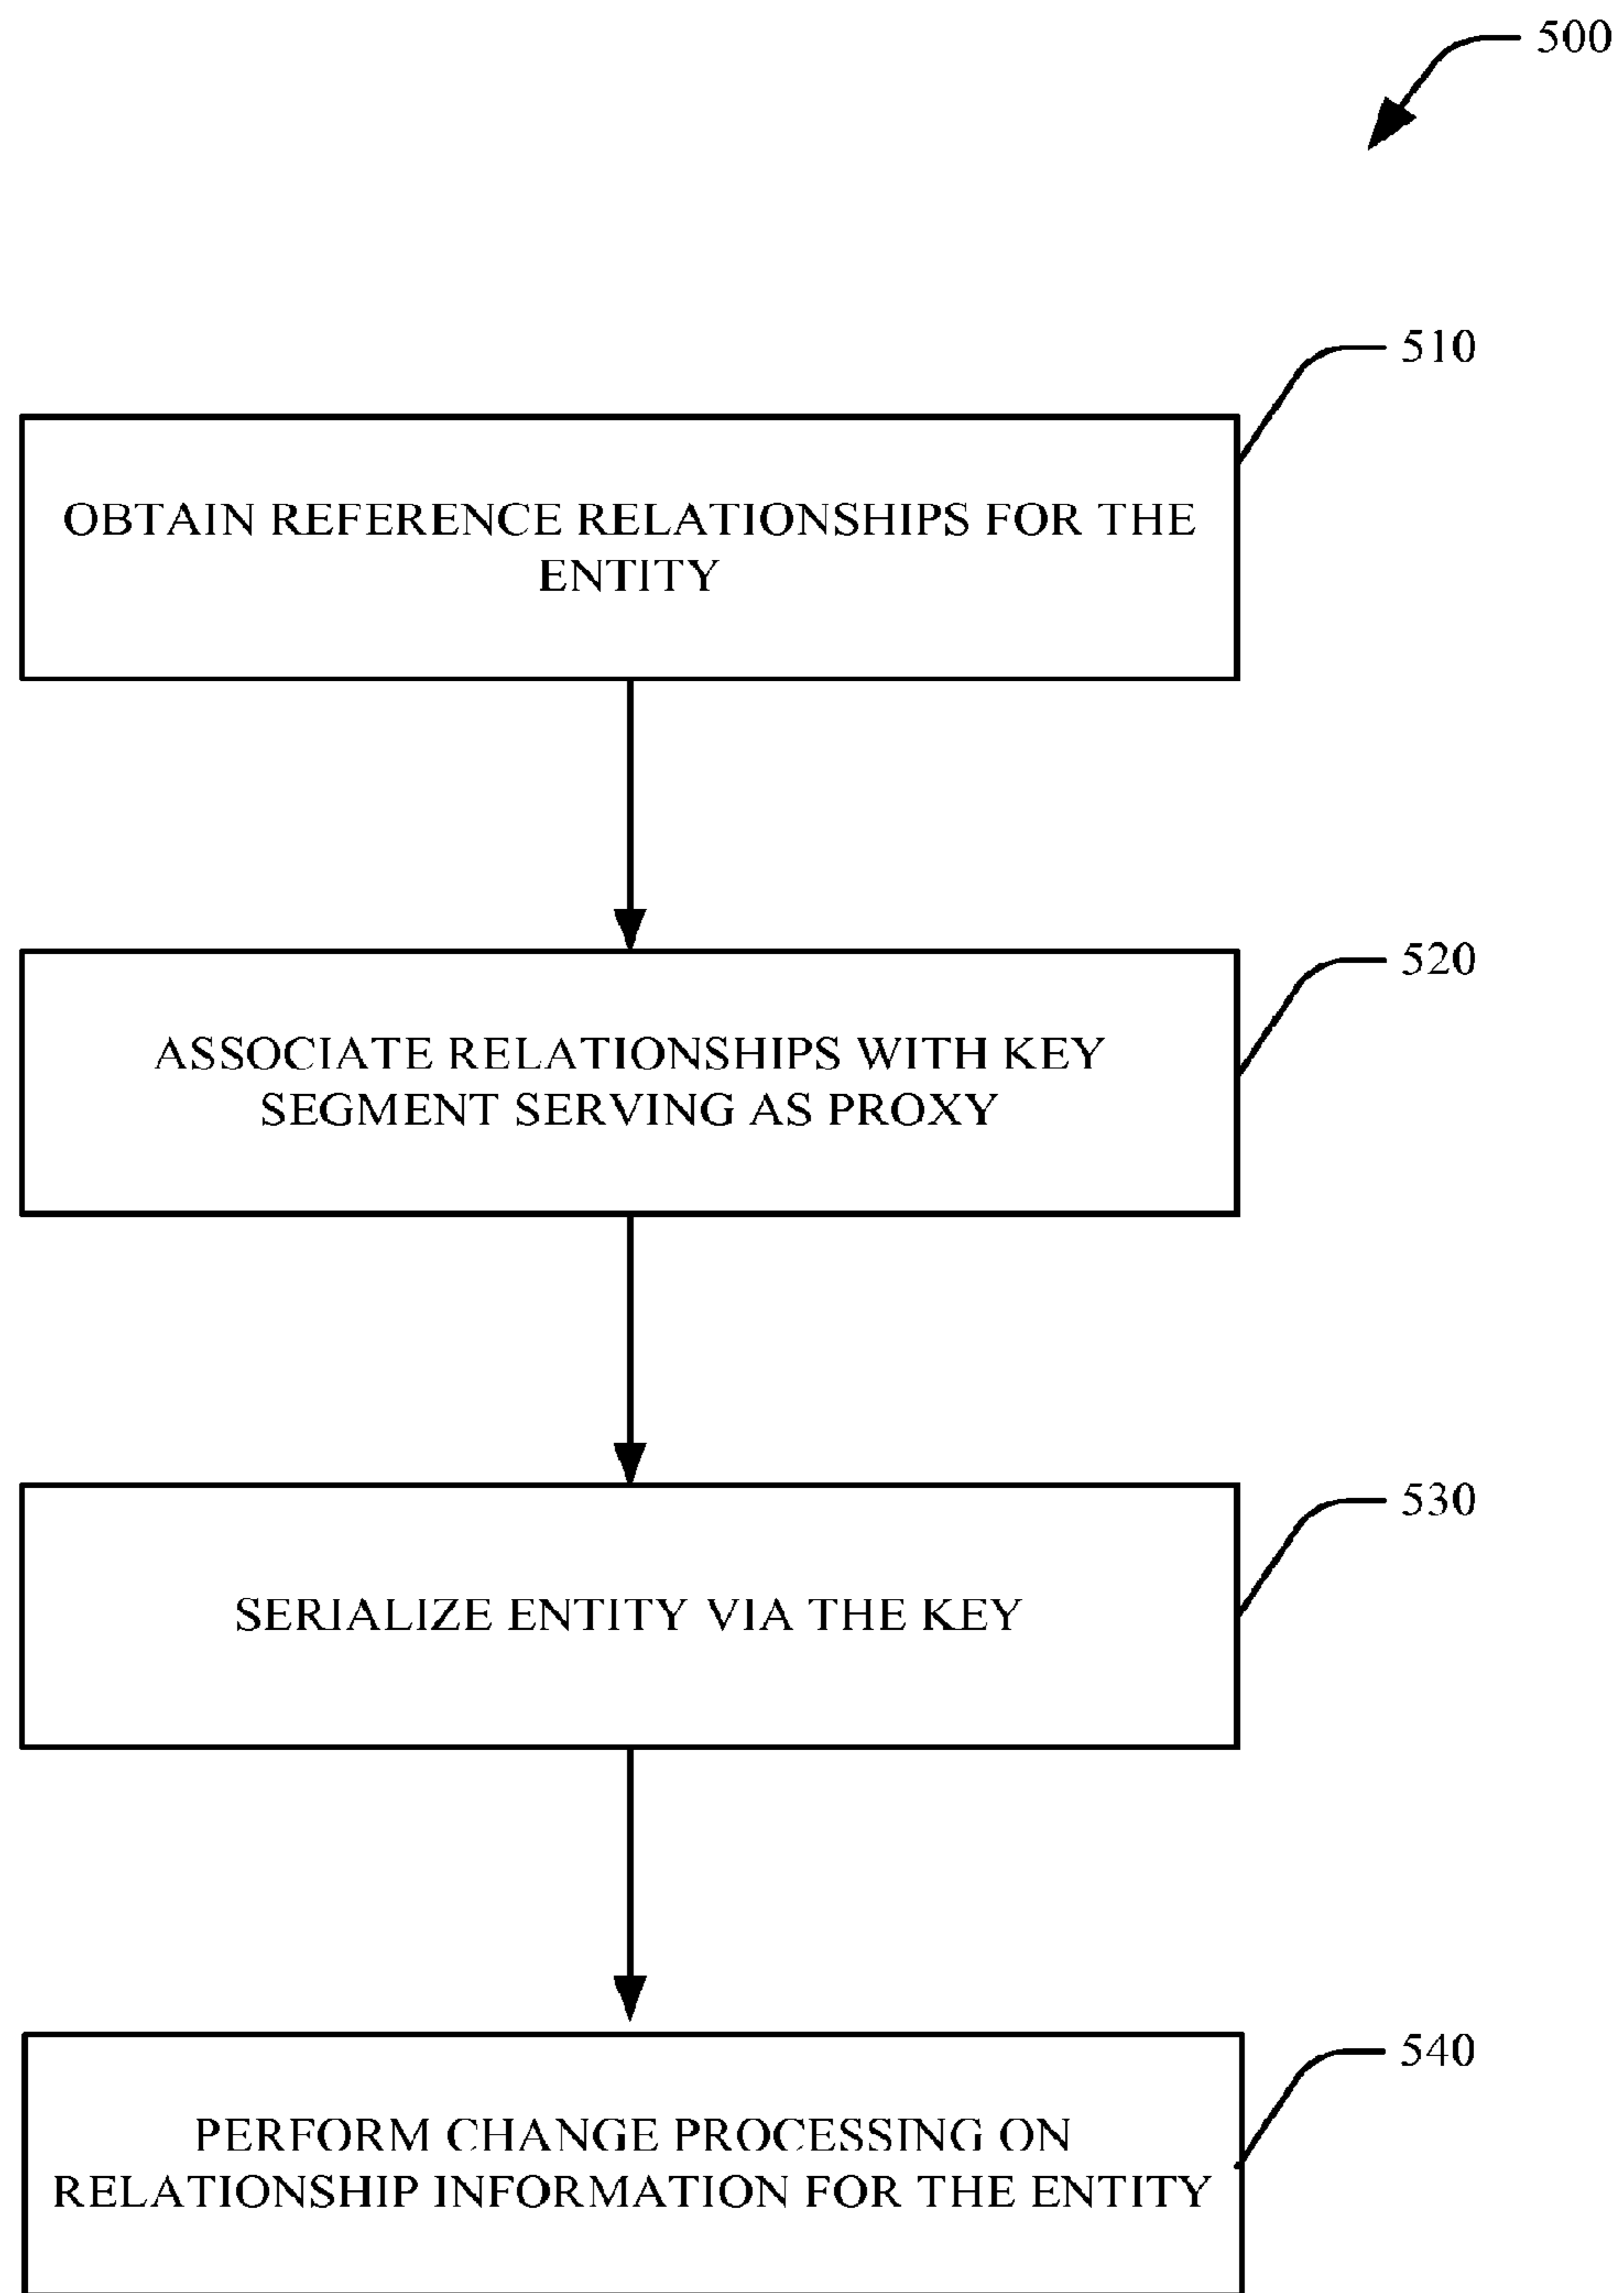 500
510
OBTAIN REFERENCE RELATIONSHIPS FOR THE
ENTITY
520
ASSOCIATE RELATIONSHIPS WITH KEY
SEGMENT SERVING AS PROXY
530
SERIALIZE ENTITY VIA THE KEY
540
PERFORM CHANGE PROCESSING ON
RELATIONSHIP INFORMATION FOR THE ENTITY